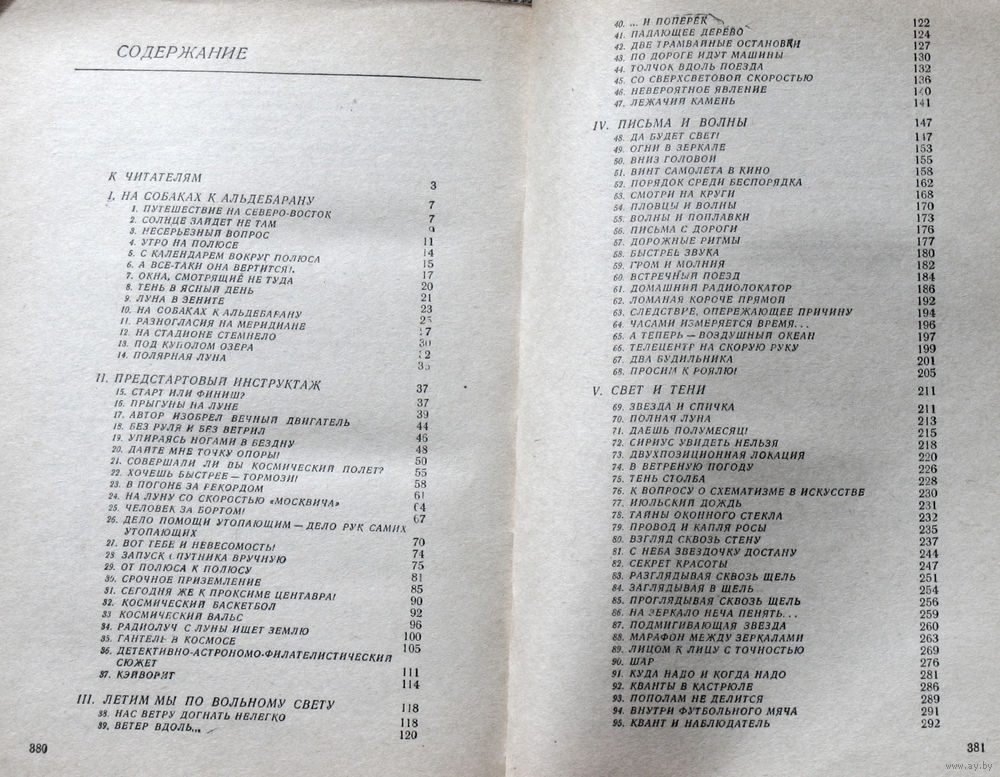 СОДЕРЖАНИЕ
К ЧИТАТЕЛЯМ 3
I. НА СОБАКАХ К АЛЬДЕБАРАНУ 7
1. ПУТЕШЕСТВИЕ НА СЕВЕРО-ВОСТОК 7
2. СОЛНЦЕ ЗАЙДЕТ НЕ ТАМ 9
3. НЕСЕРЬЕЗНЫЙ ВОПРОС 11
4. УТРО НА ПОЛЮСЕ 14
5. С КАЛЕНДАРЕМ ВОКРУГ ПОЛЮСА 15
6. А ВСЕ-ТАКИ ОНА ВЕРТИТСЯ!. 17
7. ОКНА, СМОТРЯЩИЕ НЕ ТУДА 20
8. ТЕНЬ В ЯСНЫЙ ДЕНЬ 21
9. ЛУНА В ЗЕНИТЕ 23
10. НА СОБАКАХ К АЛЬДЕБАРАНУ 25
11. РАЗНОГЛАСИЯ НА МЕРИДИАНЕ 27
12. НА СТАДИОНЕ СТЕМНЕЛО 30
13. ПОД КУПОЛОМ ОЗЕРА 32
14. ПОЛЯРНАЯ ЛУНА 35
II. ПРЕДСТАРТОВЫЙ ИНСТРУКТАЖ 37
15. СТАРТ ИЛИ ФИНИШ? 37
16. ПРЫГУНЫ НА ЛУНЕ 39
17. АВТОР ИЗОБРЕЛ ВЕЧНЫЙ ДВИГАТЕЛЬ 44
18. БЕЗ РУЛЯ И БЕЗ ВЕТРИЛ 46
19. УПИРАЯСЬ НОГАМИ В БЕЗДНУ 48
20. ДАЙТЕ МНЕ ТОЧКУ ОПОРЫ! 50
21. СОВЕРШАЛИ ЛИ ВЫ КОСМИЧЕСКИЙ ПОЛЕТ? 55
22. ХОЧЕШЬ БЫСТРЕЕ — ТОРМОЗИ! 58
23. В ПОГОНЕ ЗА РЕКОРДОМ 61
24. НА ЛУНУ СО СКОРОСТЬЮ «МОСКВИЧА» 64
25. ЧЕЛОВЕК ЗА БОРТОМ! 67
26. ДЕЛО ПОМОЩИ УТОПАЮЩИМ — ДЕЛО РУК САМИХ
УТОПАЮЩИХ 70
27. ВОТ ТЕБЕ И НЕВЕСОМОСТЬ! 74
28. ЗАПУСК СПУТНИКА ВРУЧНУЮ 75
29. ОТ ПОЛЮСА К ПОЛЮСУ 81
30. СРОЧНОЕ ПРИЗЕМЛЕНИЕ 85
31. СЕГОДНЯ ЖЕ К ПРОКСИМЕ ЦЕНТАВРА! 90
32. КОСМИЧЕСКИЙ БАСКЕТБОЛ 92
33 КОСМИЧЕСКИЙ ВАЛЬС 96
34. РАДИОЛУЧ С ЛУНЫ ИЩЕТ ЗЕМЛЮ 100
35. ГАНТЕЛЬ В КОСМОСЕ 105
36. ДЕТЕКТИВНО-АСТРОНОМО-ФИЛАТЕЛИСТИЧЕСКИЙ
СЮЖЕТ 111
37. КЭЙВОРИТ 114
III. ЛЕТИМ МЫ ПО ВОЛЬНОМУ СВЕТУ 118
38. НАС ВЕТРУ ДОГНАТЬ НЕЛЕГКО 118
39. ВЕТЕР ВДОЛЬ... 120
380
40. ... И ПОПЕРЕК 122
41. ПАДАЮЩЕЕ ДЕРЕВО 124
42. ДВЕ ТРАМВАЙНЫЕ ОСТАНОВКИ 127
43. ПО ДОРОГЕ ИДУТ МАШИНЫ 130
44. ТОЛЧОК ВДОЛЬ ПОЕЗДА 132
45. СО СВЕРХСВЕТОВОЙ СКОРОСТЬЮ 136
46. НЕВЕРОЯТНОЕ ЯВЛЕНИЕ 140
47. ЛЕЖАЧИЙ КАМЕНЬ 141
IV. ПИСЬМА И ВОЛНЫ 147
48. ДА БУДЕТ СВЕТ! 147
49. ОГНИ В ЗЕРКАЛЕ 153
50. ВНИЗ ГОЛОВОЙ 155
51. ВИНТ САМОЛЕТА В КИНО 158
52. ПОРЯДОК СРЕДИ БЕСПОРЯДКА 162
53. СМОТРИ НА КРУГИ 168
54. ПЛОВЦЫ И ВОЛНЫ 170
55. ВОЛНЫ И ПОПЛАВКИ 173
56. ПИСЬМА С ДОРОГИ 176
57. ДОРОЖНЫЕ РИТМЫ 177
58. БЫСТРЕЕ ЗВУКА 180
59. ГРОМ И МОЛНИЯ 182
60. ВСТРЕЧНЫЙ ПОЕЗД 184
61. ДОМАШНИЙ РАДИОЛОКАТОР 186
62. ЛОМАНАЯ КОРОЧЕ ПРЯМОЙ 192
63. СЛЕДСТВИЕ, ОПЕРЕЖАЮЩЕЕ ПРИЧИНУ 194
64. ЧАСАМИ ИЗМЕРЯЕТСЯ ВРЕМЯ... 196
65. А ТЕПЕРЬ — ВОЗДУШНЫЙ ОКЕАН 197
66. ТЕЛЕЦЕНТР НА СКОРУЮ РУКУ 199
67. ДВА БУДИЛЬНИКА 201
68. ПРОСИМ К РОЯЛЮ! 205
V. СВЕТ И ТЕНИ 211
69. ЗВЕЗДА И СПИЧКА 211
70. ПОЛНАЯ ЛУНА 213
71. ДАЕШЬ ПОЛУМЕСЯЦ! 215
72. СИРИУС УВИДЕТЬ НЕЛЬЗЯ 218
73. ДВУХПОЗИЦИОННАЯ ЛОКАЦИЯ 220
74. В ВЕТРЕНУЮ ПОГОДУ 226
75. ТЕНЬ СТОЛБА 228
76. К ВОПРОСУ О СХЕМАТИЗМЕ В ИСКУССТВЕ 230
77. ИЮЛЬСКИЙ ДОЖДЬ 231
78. ТАЙНЫ ОКОННОГО СТЕКЛА 232
79. ПРОВОД И КАПЛЯ РОСЫ 235
80. ВЗГЛЯД СКВОЗЬ СТЕНУ 237
81. С НЕБА ЗВЕЗДОЧКУ ДОСТАНУ 244
82. СЕКРЕТ КРАСОТЫ 247
83. РАЗГЛЯДЫВАЯ СКВОЗЬ ЩЕЛЬ 251
84. ЗАГЛЯДЫВАЯ В ЩЕЛЬ 254
85. ПРОГЛЯДЫВАЯ СКВОЗЬ ЩЕЛЬ 256
86. НА ЗЕРКАЛО НЕЧА ПЕНЯТЬ... 259
87. ПОДМИГИВАЮЩАЯ ЗВЕЗДА 260
88. МАРАФОН МЕЖДУ ЗЕРКАЛАМИ 263
89. ЛИЦОМ К ЛИЦУ С ТОЧНОСТЬЮ 269
90. ШАР 276
91. КУДА НАДО И КОГДА НАДО 281
92. КВАНТЫ В КАСТРЮЛЕ 286
93. ПОПОЛАМ НЕ ДЕЛИТСЯ 289
94. ВНУТРИ ФУТБОЛЬНОГО МЯЧА 291
95. КВАНТ И НАБЛЮДАТЕЛЬ 292
381
www.ay.by